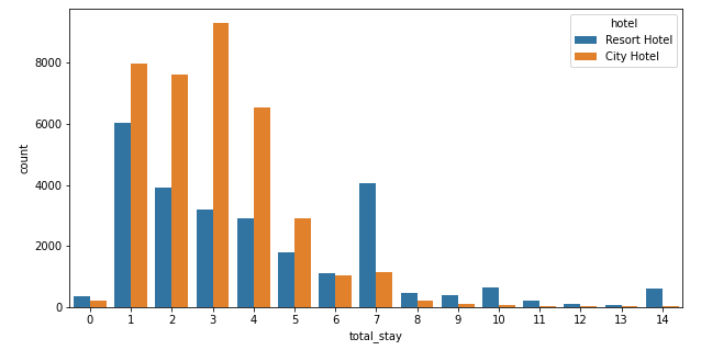 hotel
Resort Hotel
City Hotel
8000
6000
4000
2000
0
count
0 1 2 3 4 5 6 7 8 9 10 11 12 13 14
total_stay